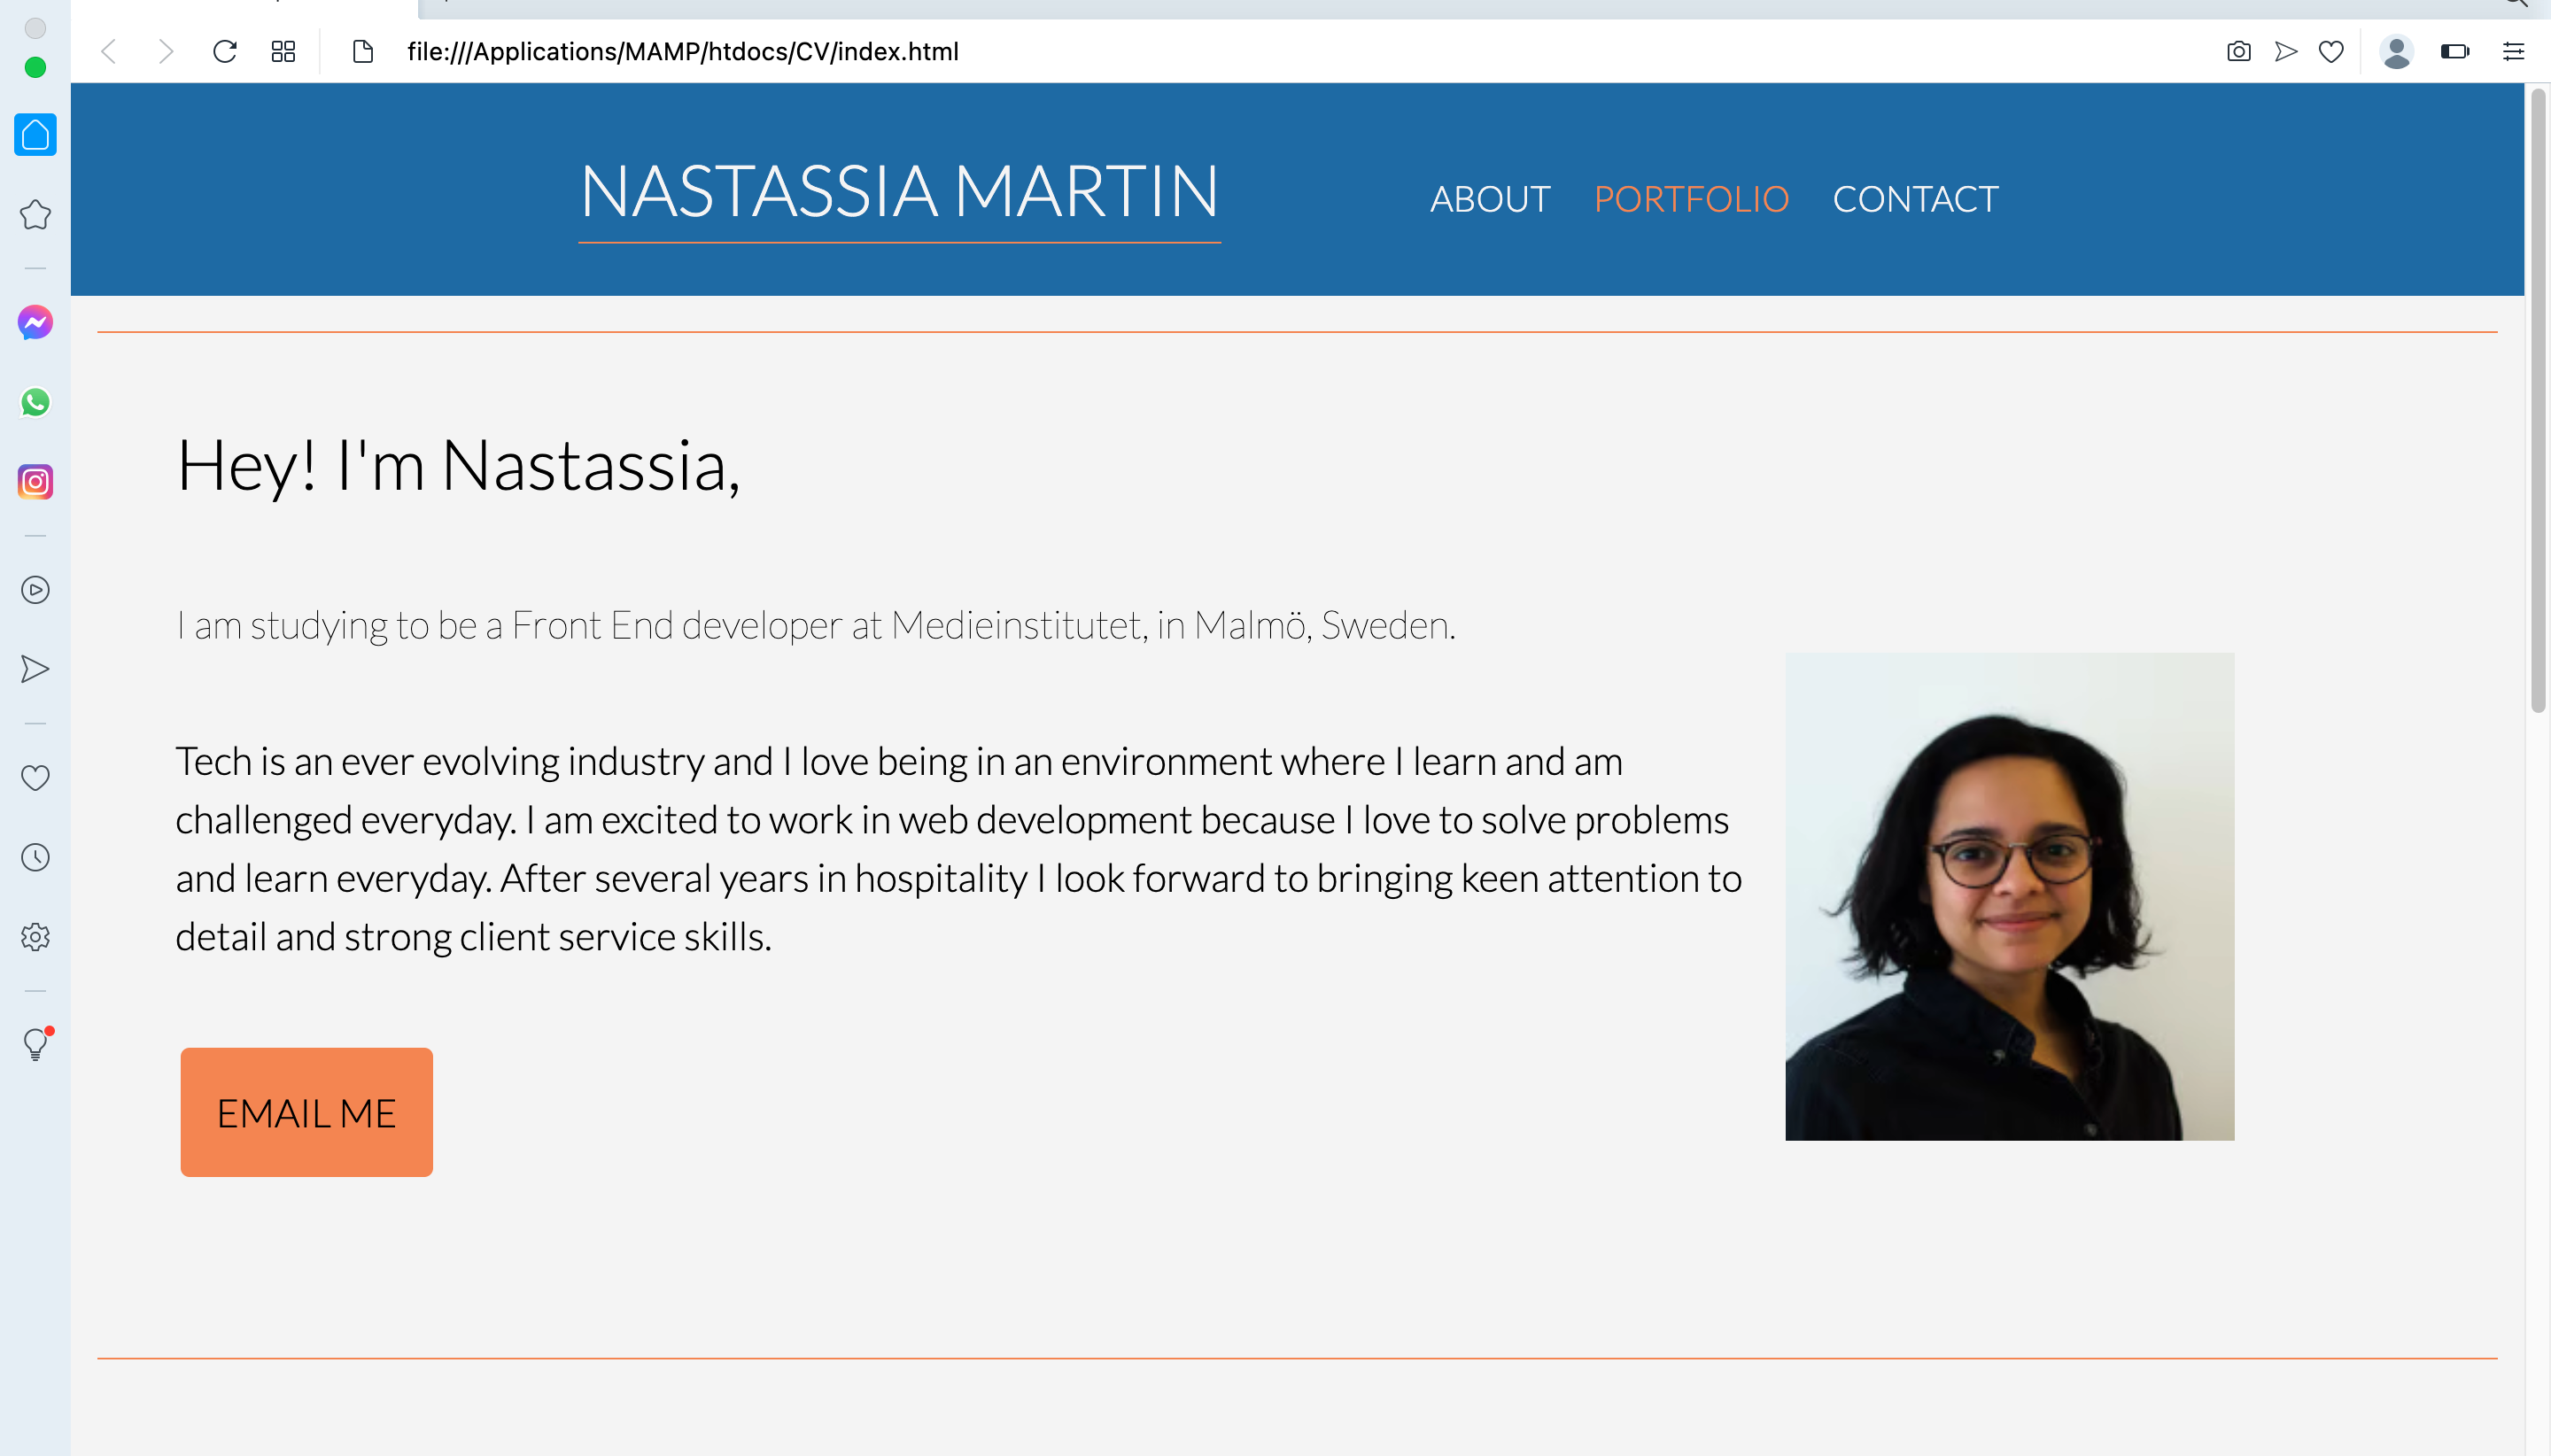 file:///Applications/MAMP/htdocs/CV/index.html
NASTASSIA MARTIN
ABOUT PORTFOLIO CONTACT
Hey! I'm Nastassia,
I am studying to be a Front End developer at Medieinstitutet, in Malmö, Sweden.
Tech is an ever evolving industry and I love being in an environment where I learn and am
challenged everyday. I am excited to work in web development because I love to solve problems
and learn everyday. After several years in hospitality I look forward to bringing keen attention to
detail and strong client service skills.
EMAIL ME